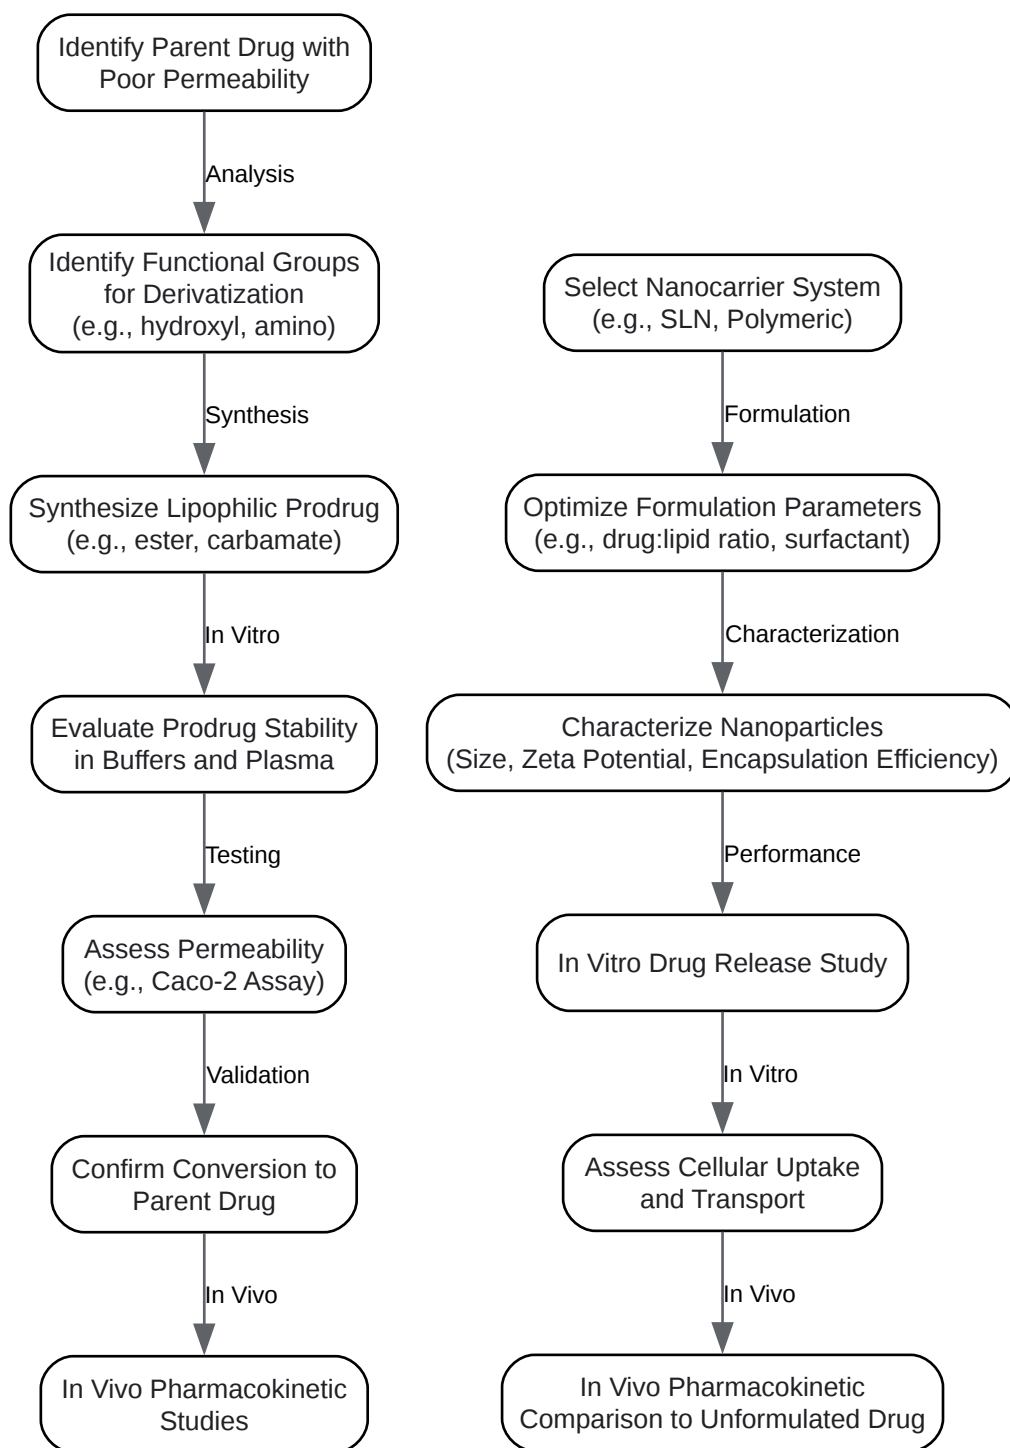 Identify Parent Drug with
Poor Permeability
Analysis
Identify Functional Groups
for Derivatization
(e.g., hydroxyl, amino)
Synthesis
Synthesize Lipophilic Prodrug
(e.g., ester, carbamate)
In Vitro
Evaluate Prodrug Stability
in Buffers and Plasma
Testing
Assess Permeability
(e.g., Caco-2 Assay)
Validation
Confirm Conversion to
Parent Drug
In Vivo
In Vivo Pharmacokinetic
Studies
Select Nanocarrier System
(e.g., SLN, Polymeric)
Formulation
Optimize Formulation Parameters
(e.g., drug:lipid ratio, surfactant)
Characterization
Characterize Nanoparticles
(Size, Zeta Potential, Encapsulation Efficiency)
Performance
In Vitro Drug Release Study
In Vitro
Assess Cellular Uptake
and Transport
In Vivo
In Vivo Pharmacokinetic
Comparison to Unformulated Drug